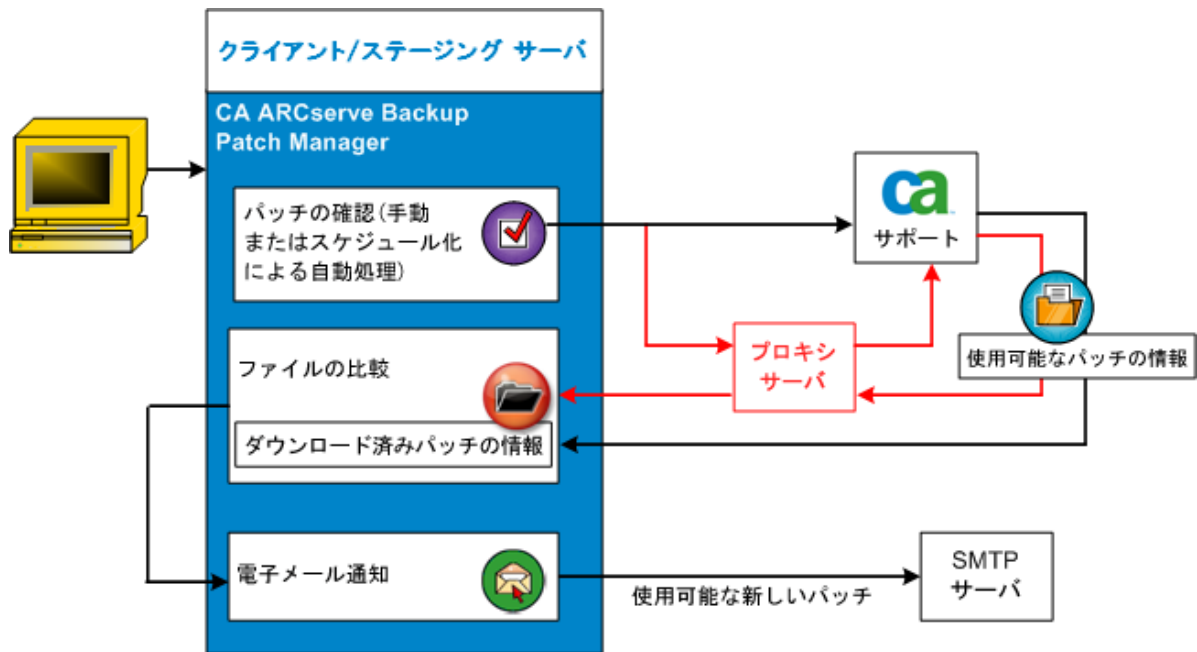 クライアント/ステージング サーバ
CA ARCserve Backup
Patch Manager
パッチの確認(手動
またはスケジュール化
による自動処理)
ca
サポート
プロキシ
サーバ
使用可能なパッチの情報
ファイルの比較
ダウンロード済みパッチの情報
電子メール通知
使用可能な新しいパッチ
SMTP
サーバ